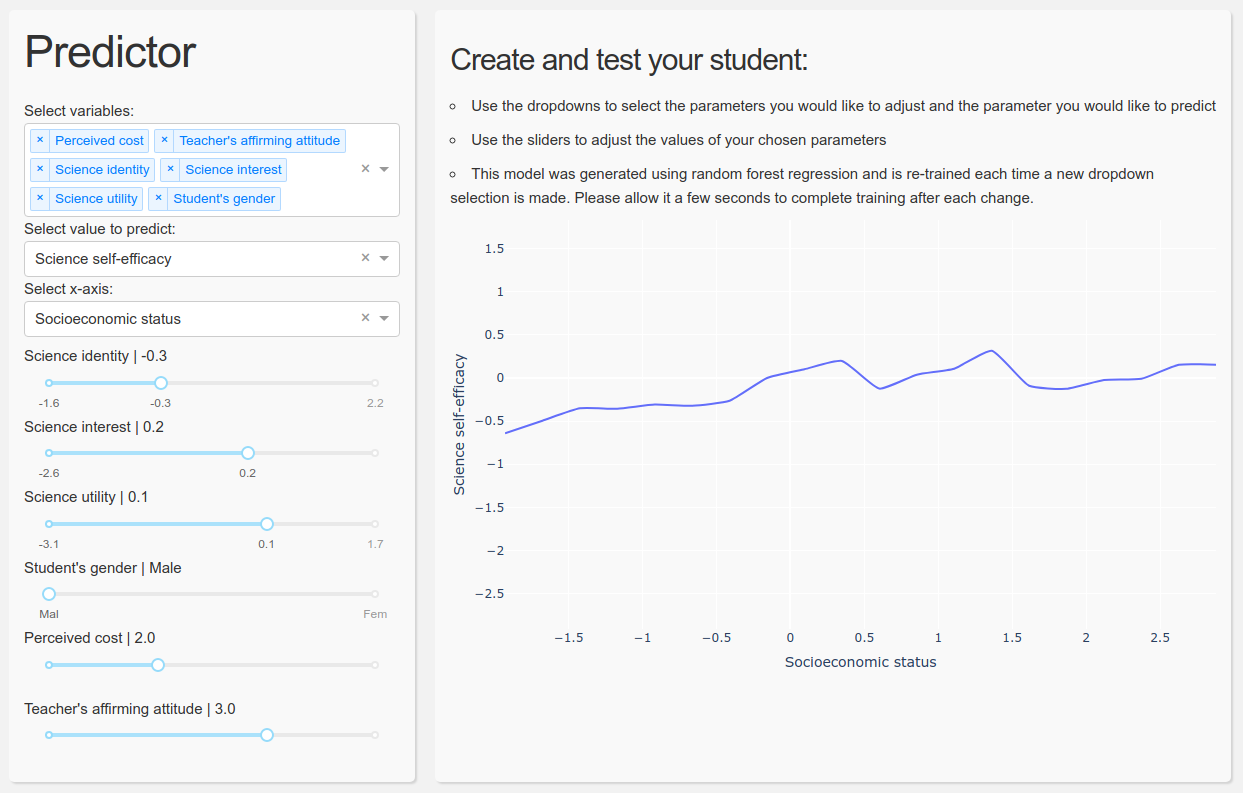 Predictor
Select variables:
× Perceived cost × Teacher's affirming attitude
× Science identity × Science interest
× Science utility × Student's gender
Select value to predict:
Science self-efficacy
Select x-axis:
Socioeconomic status
Science identity | -0.3
-1.6 -0.3 2.2
Science interest | 0.2
-2.6 0.2
Science utility | 0.1
-3.1 0.1 1.7
Student's gender | Male
Mal Fem
Perceived cost | 2.0
Teacher's affirming attitude | 3.0
Create and test your student:
Use the dropdowns to select the parameters you would like to adjust and the parameter you would like to predict
Use the sliders to adjust the values of your chosen parameters
This model was generated using random forest regression and is re-trained each time a new dropdown
selection is made. Please allow it a few seconds to complete training after each change.
1.5
1
0.5
0
−0.5
−1
−1.5
−2
−2.5
Science self-efficacy
−1.5 −1 −0.5 0 0.5 1 1.5 2 2.5
Socioeconomic status